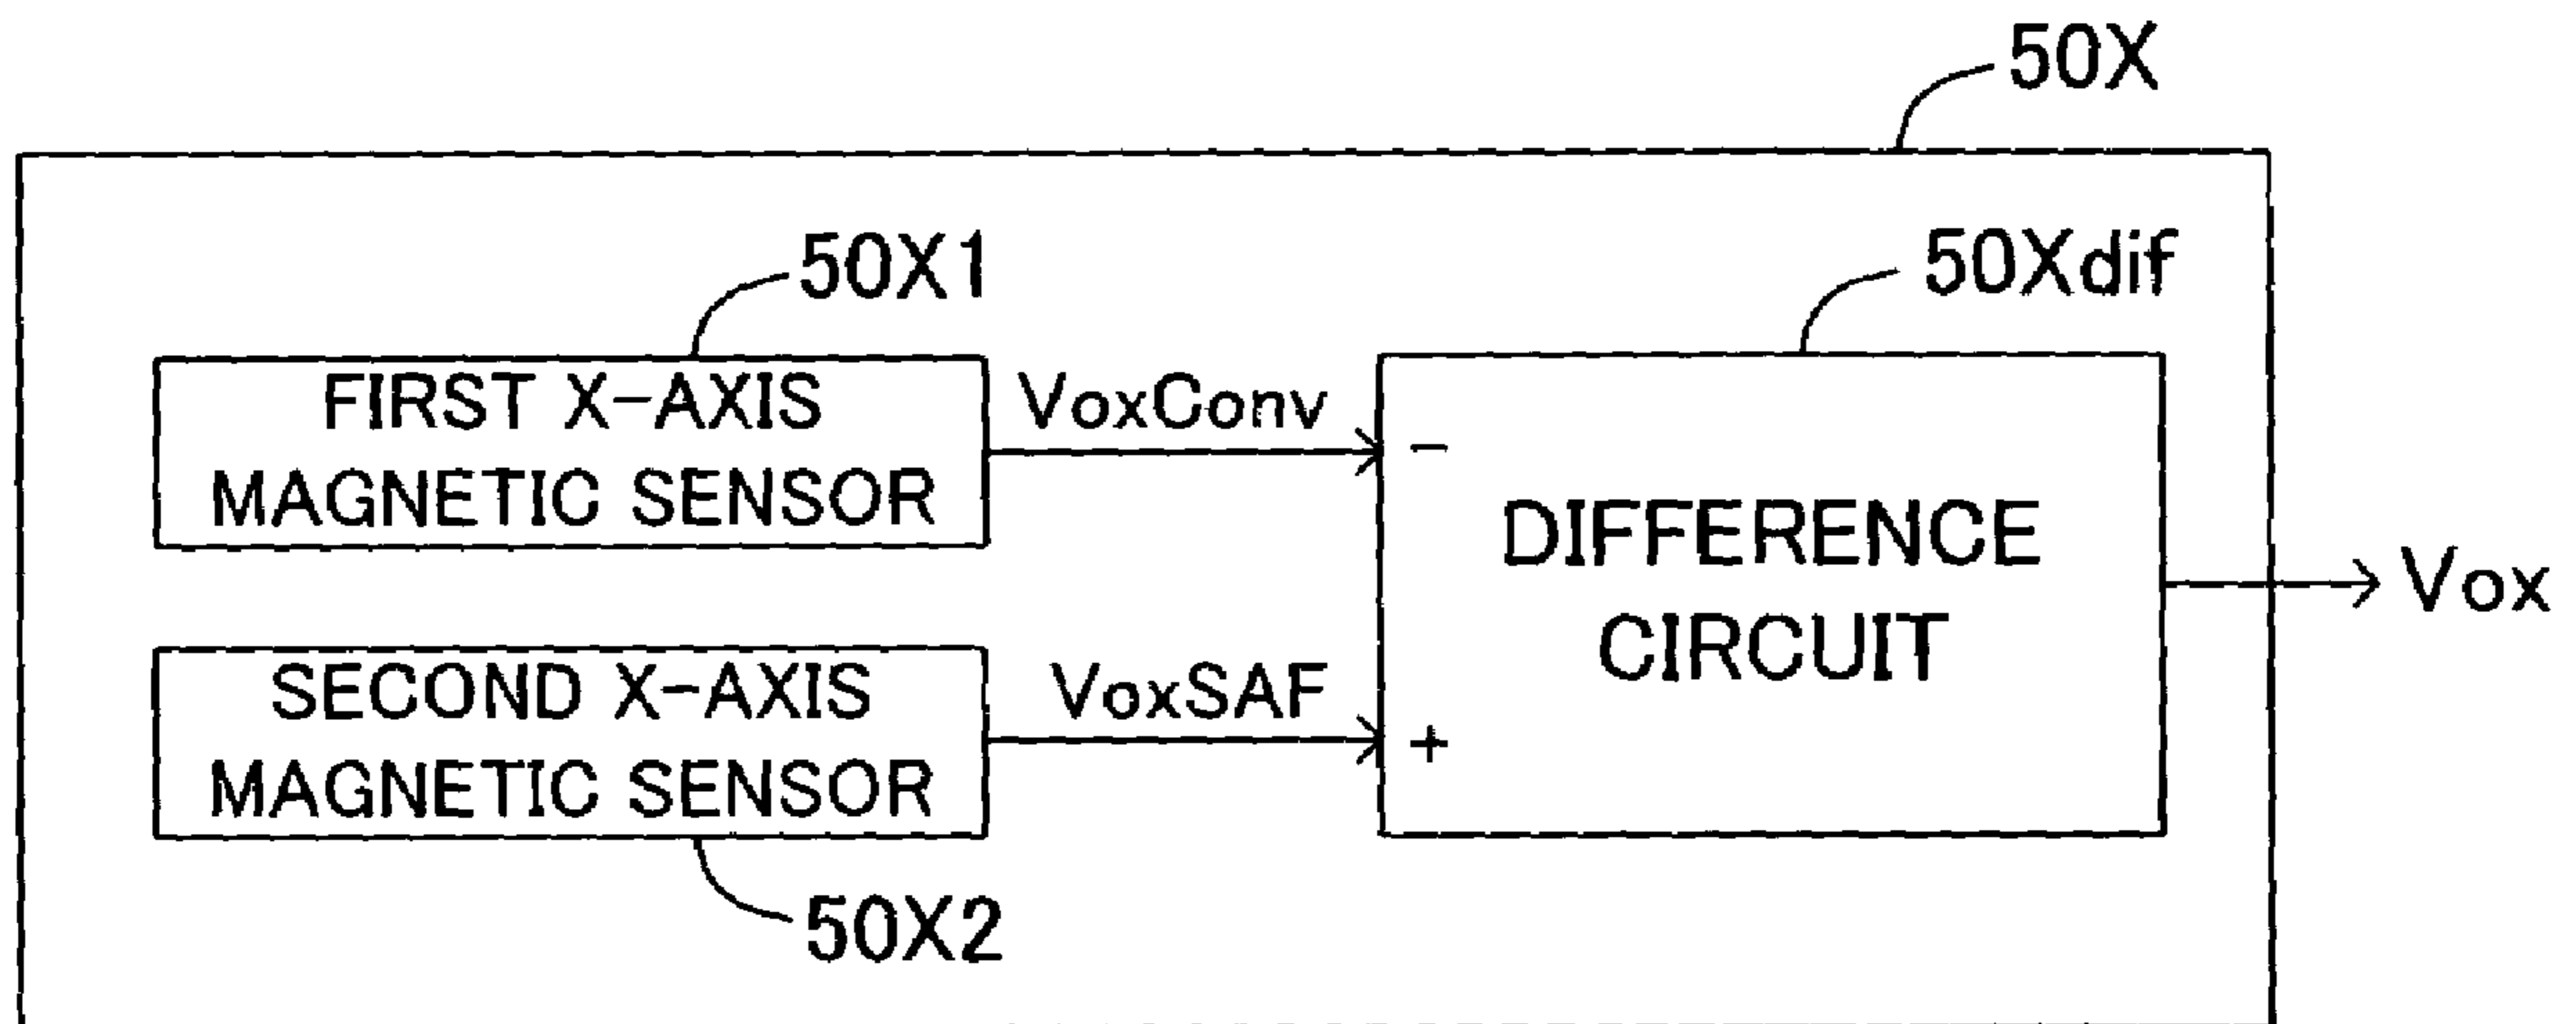 50X
50X1
50Xdif
FIRST X-AXIS
MAGNETIC SENSOR
VoxConv
−
DIFFERENCE
CIRCUIT
Vox
SECOND X-AXIS
MAGNETIC SENSOR
VoxSAF
+
50X2